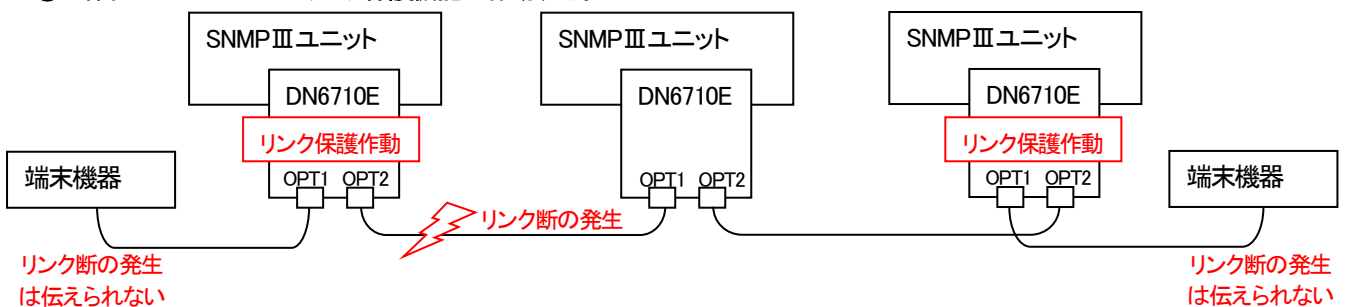 SNMPⅢユニット
SNMPⅢユニット
SNMPⅢユニット
DN6710E
DN6710E
DN6710E
リンク保護作動
リンク保護作動
端末機器
OPT1 OPT2
OPT1 OPT2
OPT1 OPT2
端末機器
リンク断の発生
リンク断の発生
は伝えられない
リンク断の発生
は伝えられない